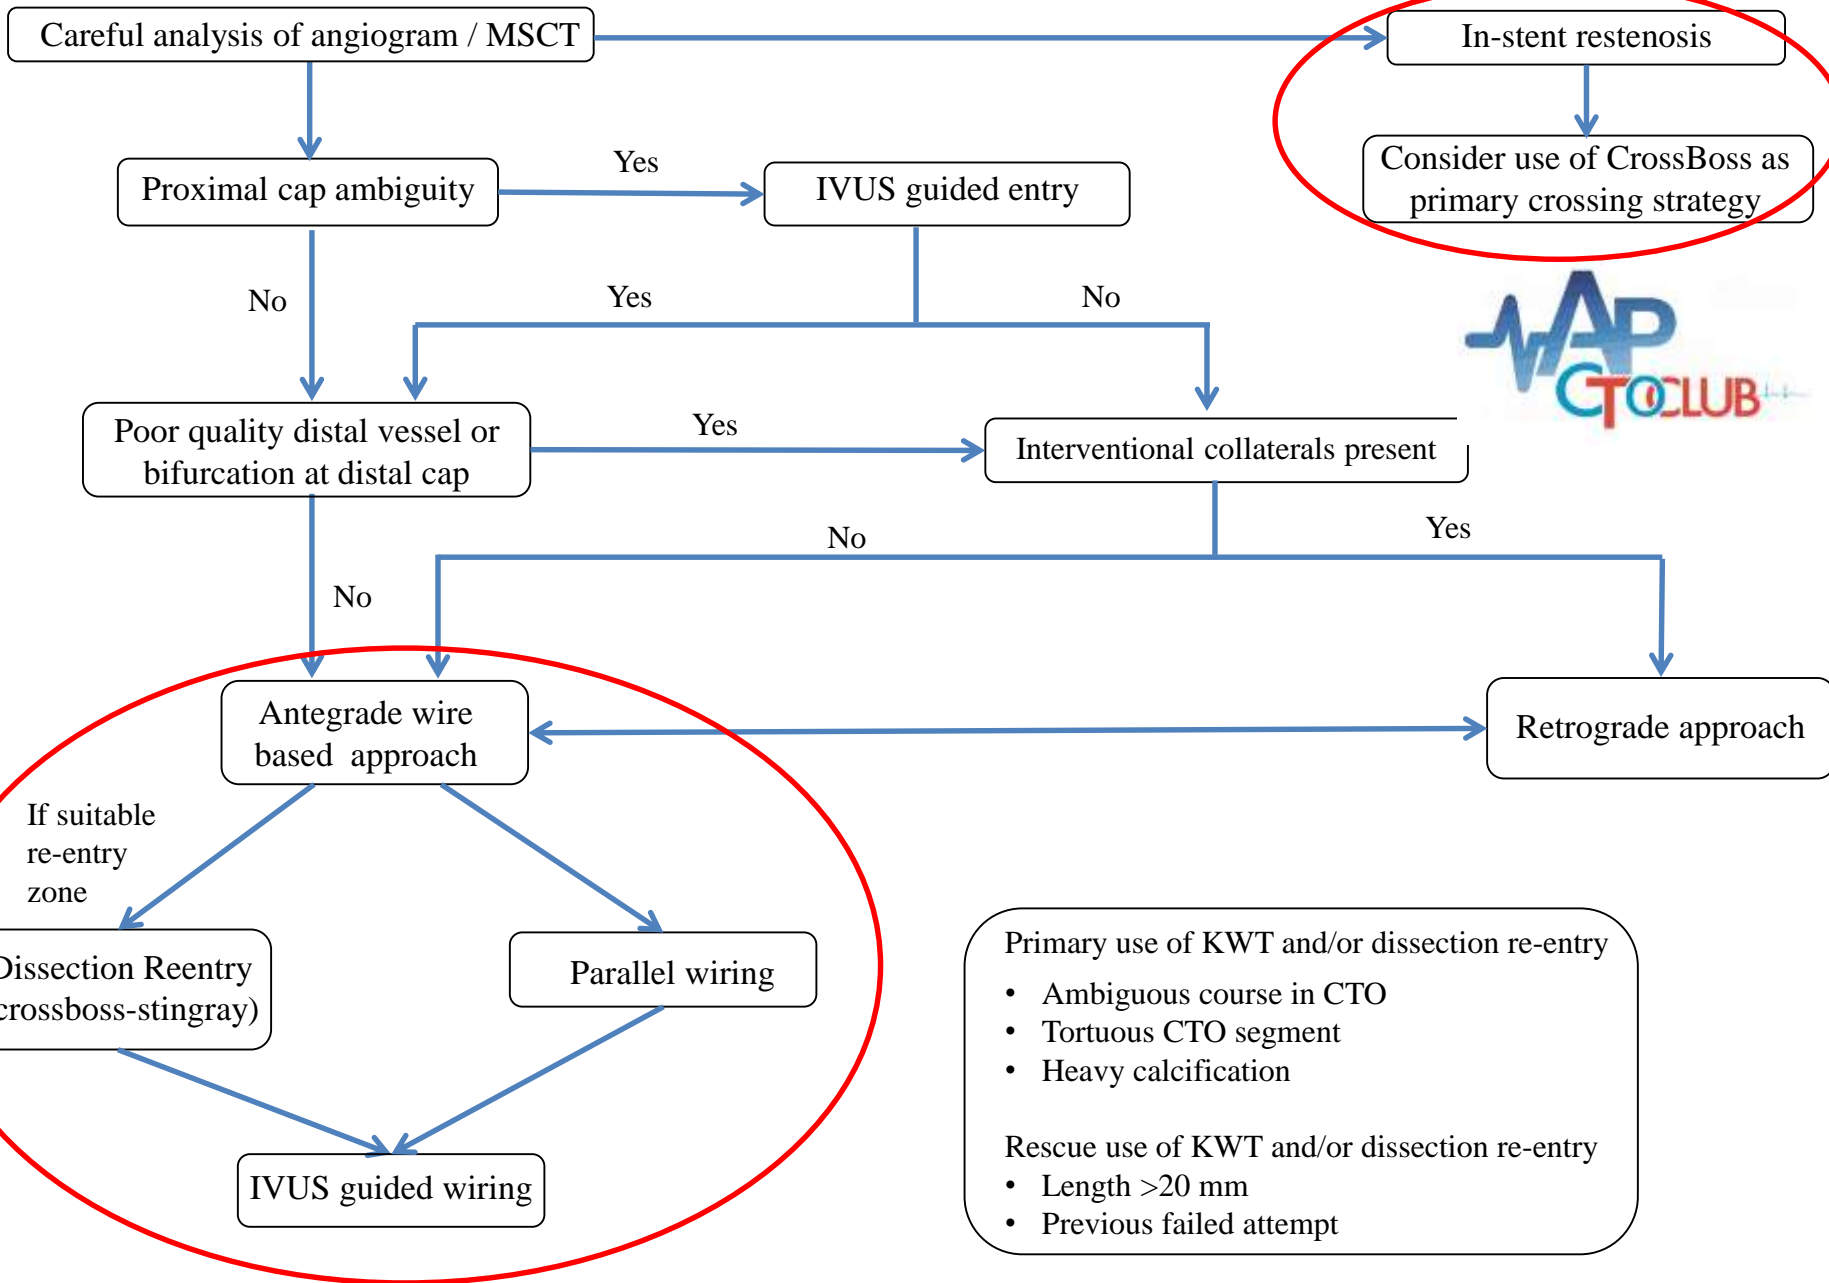 Careful analysis of angiogram / MSCT
In-stent restenosis
Consider use of CrossBoss as
primary crossing strategy
Proximal cap ambiguity
Yes
IVUS guided entry
No
Yes
No
AP
CTOCLUB
Poor quality distal vessel or
bifurcation at distal cap
Yes
Interventional collaterals present
No
Yes
No
Antegrade wire
based approach
Retrograde approach
If suitable
re-entry
zone
Dissection Reentry
crossboss-stingray)
Parallel wiring
IVUS guided wiring
Primary use of KWT and/or dissection re-entry
• Ambiguous course in CTO
• Tortuous CTO segment
• Heavy calcification
Rescue use of KWT and/or dissection re-entry
• Length >20 mm
• Previous failed attempt